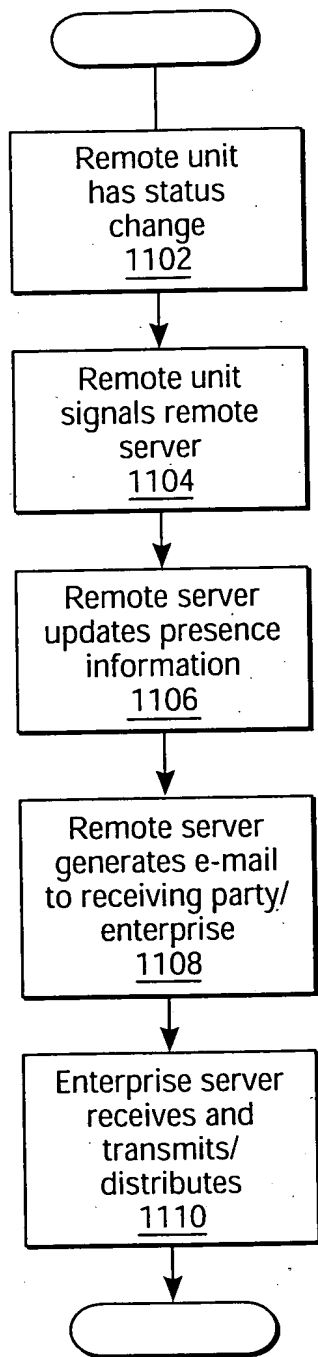 Remote unit
has status
change
1102
Remote unit
signals remote
server
1104
Remote server
updates presence
information
1106
Remote server
generates e-mail
to receiving party/
enterprise
1108
Enterprise server
receives and
transmits/
distributes
1110